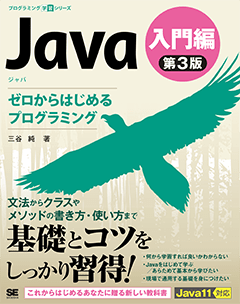 プログラミング学習シリーズ
Java
入門編
第3版
ジャバ
ゼロからはじめる
プログラミング
三谷 純 著
文法からクラスや
メソッドの書き方・使い方まで
基礎とコツを
しっかり習得!
・何から学習すれば良いかわからない
・Javaをはじめて学ぶ
／あらためて基本から学びたい
・現場で通用する基礎を身につけたい
SE
SHOEISHA
これからはじめるあなたに贈る新しい教科書
Java11対応